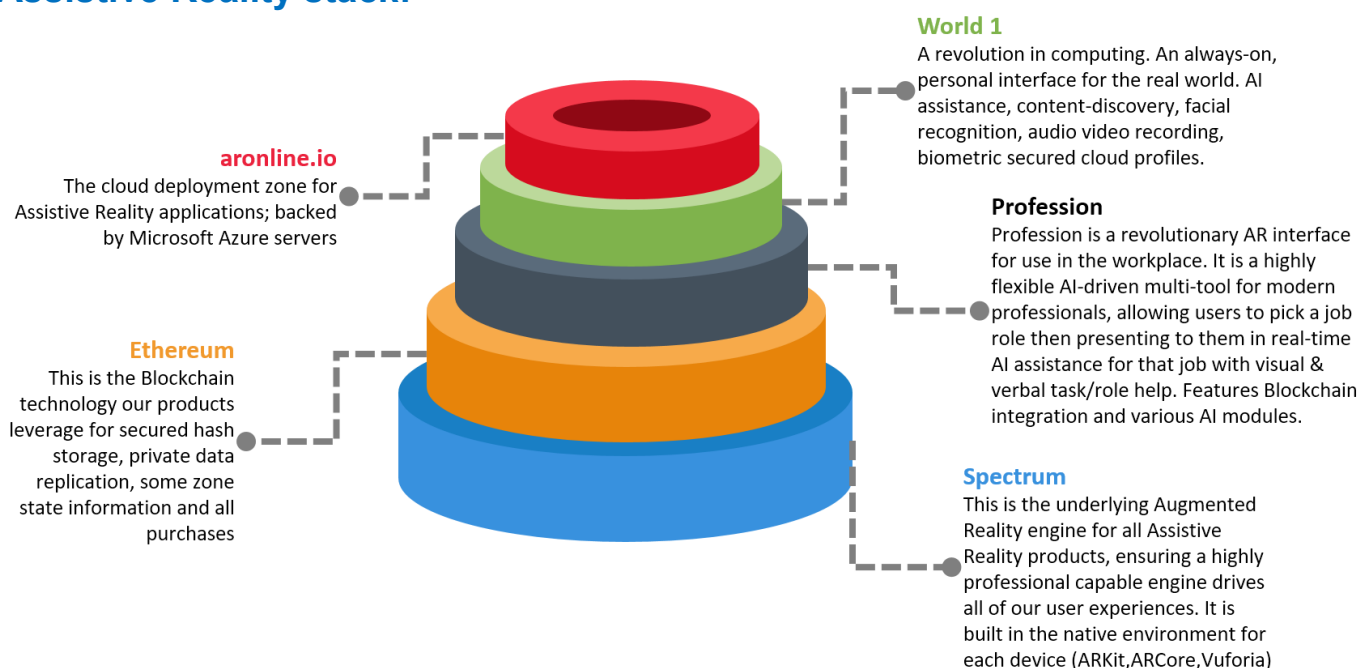 Assistive Reality stack:
World 1
A revolution in computing. An always-on,
personal interface for the real world. AI
assistance, content-discovery, facial
recognition, audio video recording,
biometric secured cloud profiles.
aronline.io
The cloud deployment zone for
Assistive Reality applications; backed
by Microsoft Azure servers
Profession
Profession is a revolutionary AR interface
for use in the workplace. It is a highly
flexible AI-driven multi-tool for modern
professionals, allowing users to pick a job
role then presenting to them in real-time
AI assistance for that job with visual &
verbal task/role help. Features Blockchain
integration and various AI modules.
Ethereum
This is the Blockchain
technology our products
leverage for secured hash
storage, private data
replication, some zone
state information and all
purchases
Spectrum
This is the underlying Augmented
Reality engine for all Assistive
Reality products, ensuring a highly
professional capable engine drives
all of our user experiences. It is
built in the native environment for
each device (ARKit,ARCore,Vuforia)